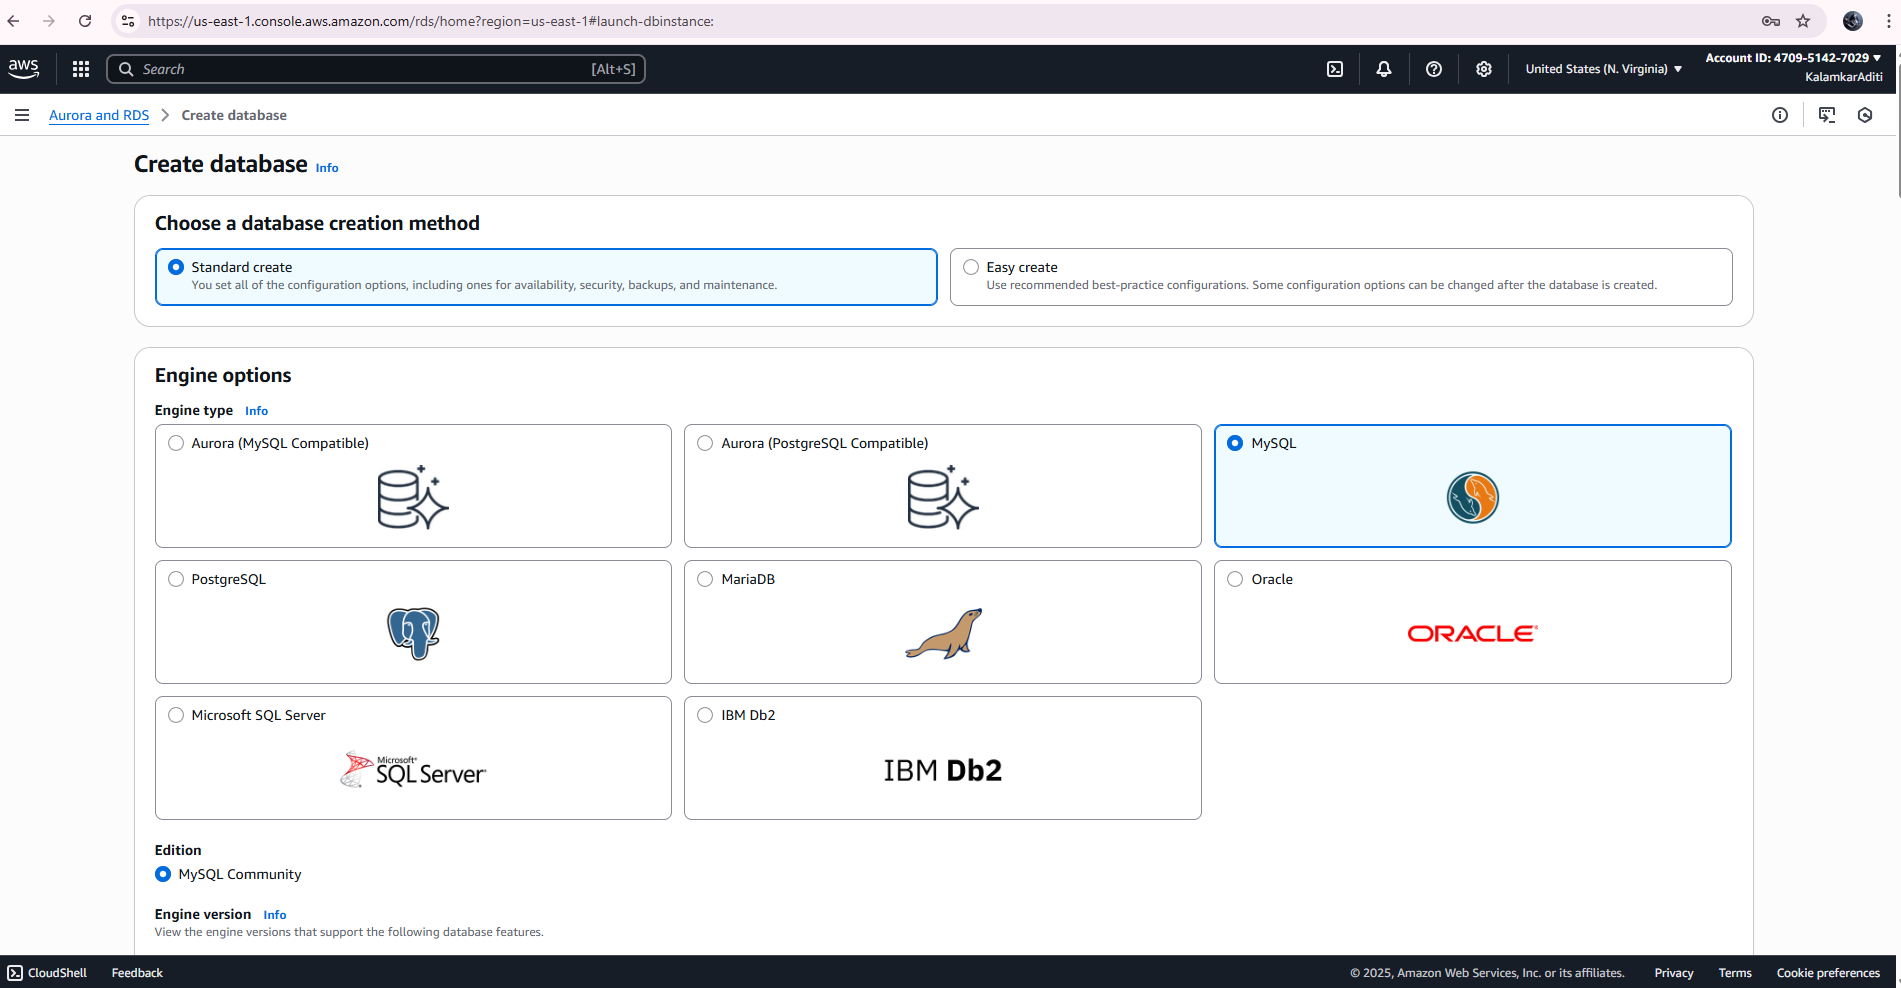 https://us-east-1.console.aws.amazon.com/rds/home?region=us-east-1#launch-dbinstance:
aws
Search
[Alt+S]
United States (N. Virginia)
Account ID: 4709-5142-7029
KalamkarAditi
Aurora and RDS
Create database
Create database Info
Choose a database creation method
Standard create
You set all of the configuration options, including ones for availability, security, backups, and maintenance.
Easy create
Use recommended best-practice configurations. Some configuration options can be changed after the database is created.
Engine options
Engine type Info
Aurora (MySQL Compatible)
Aurora (PostgreSQL Compatible)
MySQL
PostgreSQL
MariaDB
Oracle
ORACLE
Microsoft SQL Server
Microsoft
SQL Server
IBM Db2
IBM Db2
Edition
MySQL Community
Engine version Info
View the engine versions that support the following database features.
CloudShell
Feedback
© 2025, Amazon Web Services, Inc. or its affiliates.
Privacy
Terms
Cookie preferences